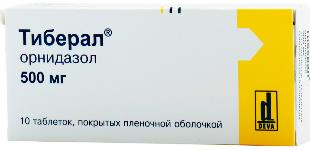 Тиберал®
орнидазол
500 мг
10 таблеток, покрытых пленочной оболочкой
d
DEVA